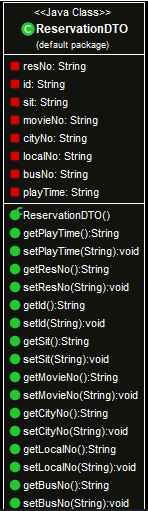 <<Java Class>>
ReservationDTO
(default package)
resNo: String
id: String
sit: String
movieNo: String
cityNo: String
localNo: String
busNo: String
playTime: String
ReservationDTO()
getPlayTime():String
setPlayTime(String):void
getResNo():String
setResNo(String):void
getId():String
setId(String):void
getSit():String
setSit(String):void
getMovieNo():String
setMovieNo(String):void
getCityNo():String
setCityNo(String):void
getLocalNo():String
setLocalNo(String):void
getBusNo():String
setBusNo(String):void